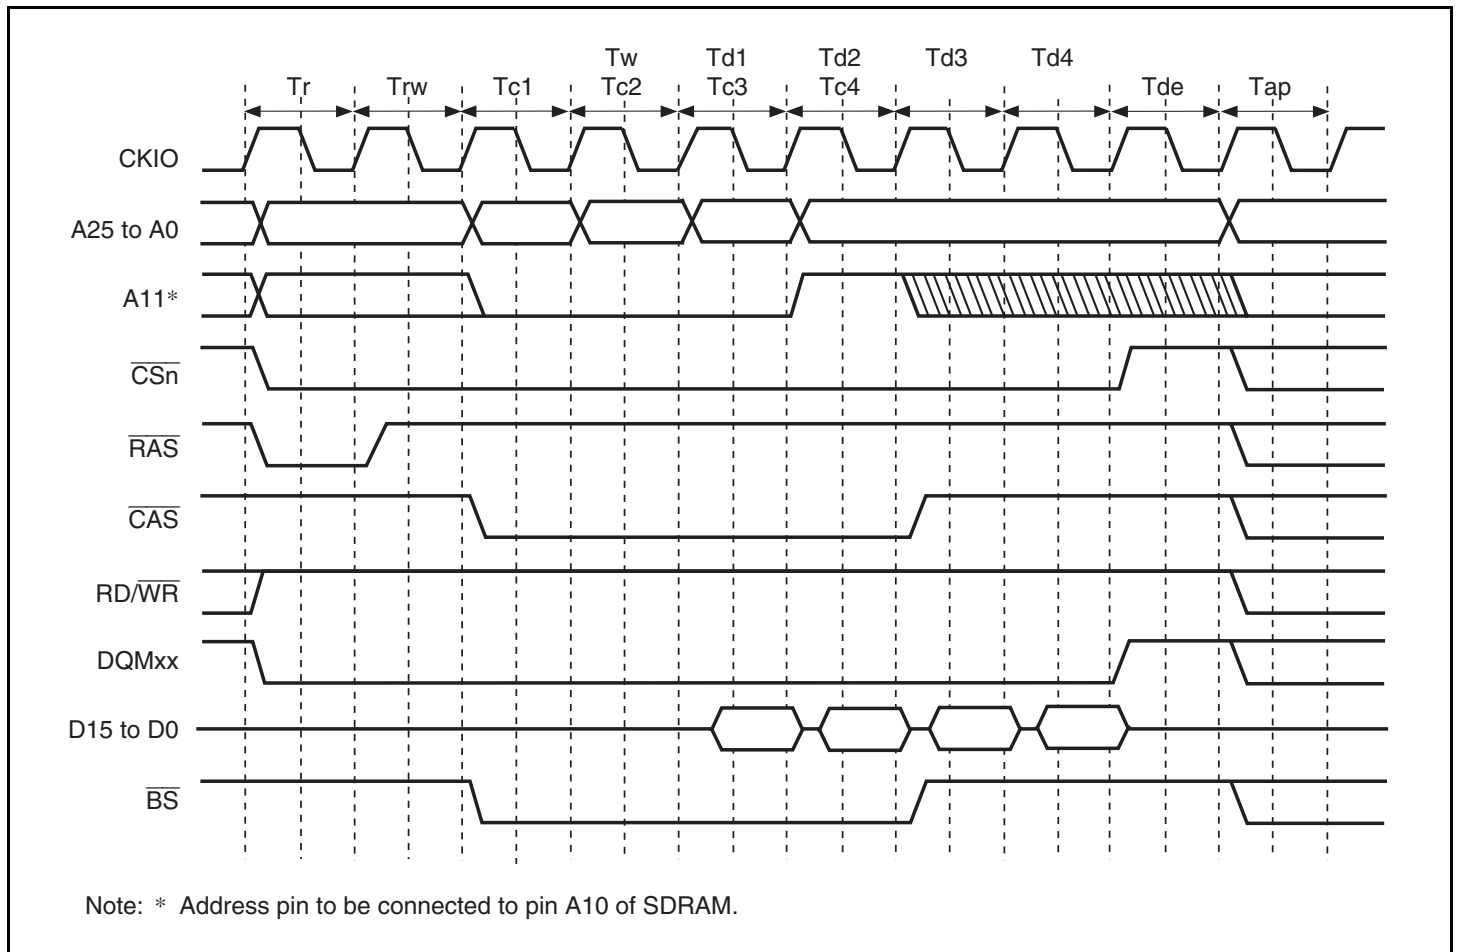 Tw Td1 Td2 Td3 Td4
Tr Trw Tc1 Tc2 Tc3 Tc4 Tde Tap
CKIO
A25 to A0
A11*
CSn
RAS
CAS
RD/WR
DQMxx
D15 to D0
BS
Note: * Address pin to be connected to pin A10 of SDRAM.